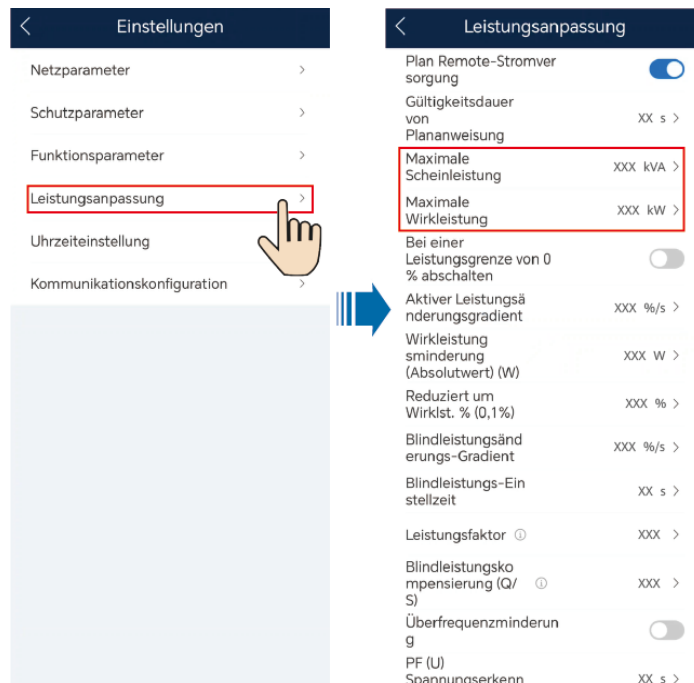 Einstellungen
Netzparameter
Schutzparameter
Funktionsparameter
Leistungsanpassung
Uhrzeiteinstellung
Kommunikationskonfiguration
Leistungsanpassung
Plan Remote-Stromver
sorgung
Gültigkeitsdauer
von
Plananweisung
XX s
Maximale
Scheinleistung
XXX kVA
Maximale
Wirkleistung
XXX kW
Bei einer
Leistungsgrenze von 0
% abschalten
Aktiver Leistungsä
nderungsgradient
XXX %/s
Wirkleistung
sminderung
(Absolutwert) (W)
XXX W
Reduziert um
Wirklst. % (0,1%)
XXX %
Blindleistungsänd
erungs-Gradient
XXX %/s
Blindleistungs-Ein
stellzeit
XX s
Leistungsfaktor
XXX
Blindleistungsko
mpensierung (Q/
S)
XXX
Überfrequenzminderun
g
PF (U)
Spannungserkenn
XX s